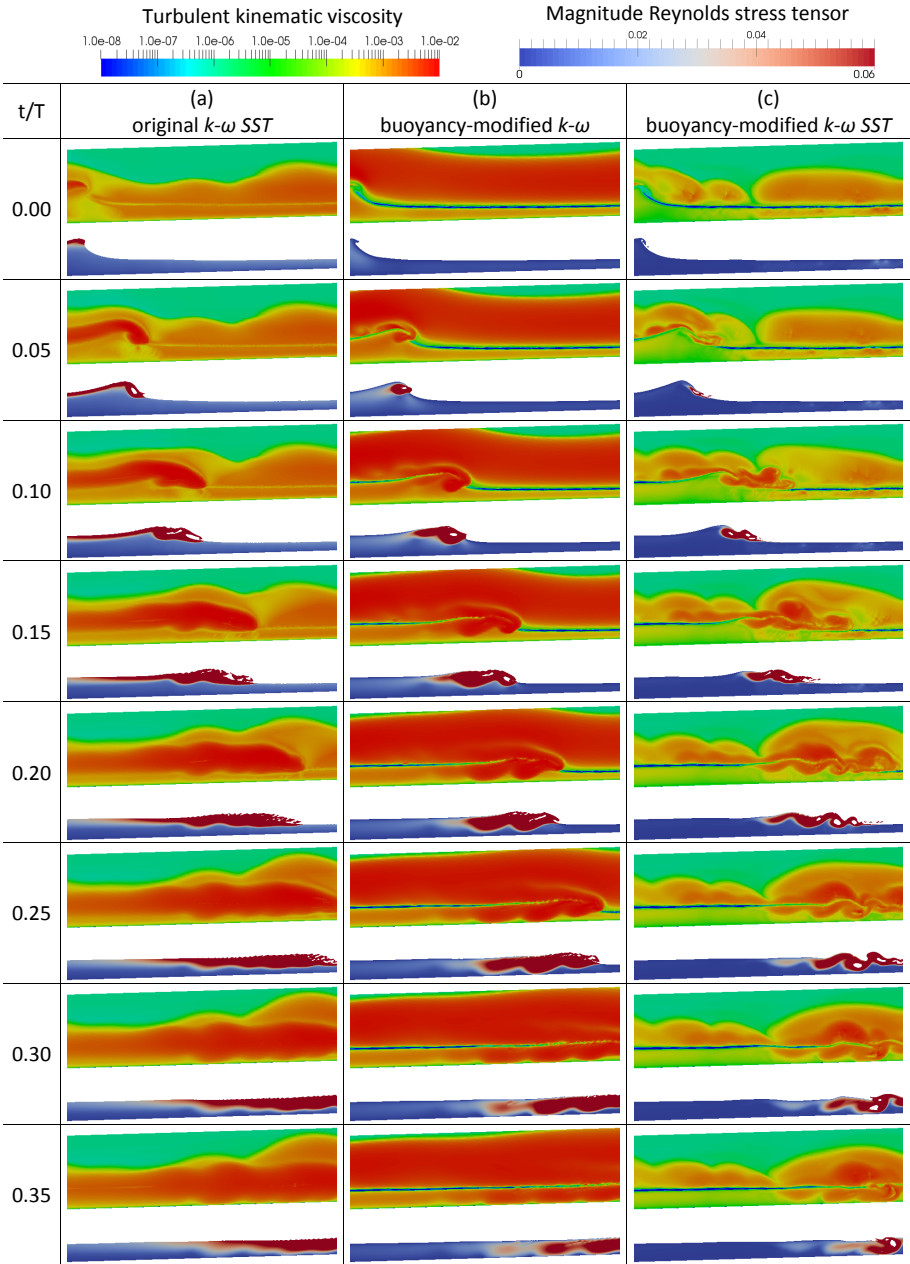 Turbulent kinematic viscosity
1.0e-08 1.0e-07 1.0e-06 1.0e-05 1.0e-04 1.0e-03 1.0e-02
Magnitude Reynolds stress tensor
0.02 0.04
0 0.06
t/T
(a)
original k-ω SST
(b)
buoyancy-modified k-ω
(c)
buoyancy-modified k-ω SST
0.00
0.05
0.10
0.15
0.20
0.25
0.30
0.35